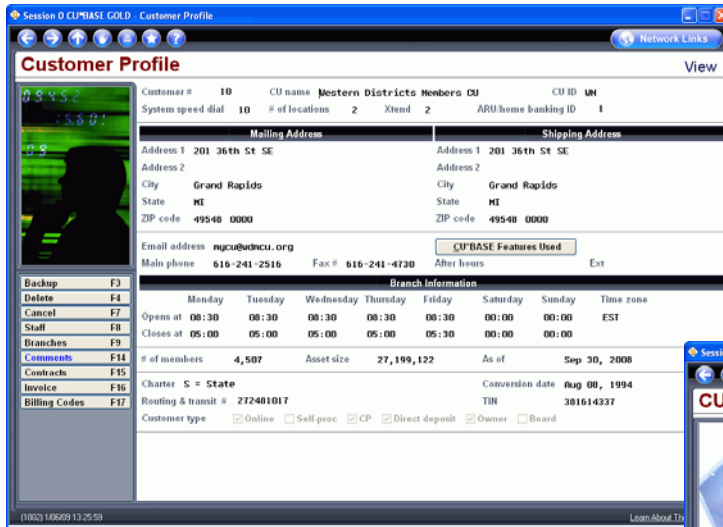 Session 0 CU*BASE GOLD - Customer Profile
Network Links
Customer Profile
View
Customer # 10 CU name Western Districts Members CU CU ID WN
System speed dial 10 # of locations 2 Xtend 2 ARU/home banking ID 1
Mailing Address Shipping Address
Address 1 201 36th St SE Address 1 201 36th St SE
Address 2 Address 2
City Grand Rapids City Grand Rapids
State MI State MI
ZIP code 49548 0000 ZIP code 49548 0000
Email address mycu@wdmcu.org CU*BASE Features Used
Main phone 616-241-2516 Fax # 616-241-4730 After hours Ext
Backup F3
Delete F4
Cancel F7
Staff F8
Branches F9
Comments F14
Contracts F15
Invoice F16
Billing Codes F17
Branch Information
Monday Tuesday Wednesday Thursday Friday Saturday Sunday Time zone
Opens at 08:30 08:30 08:30 08:30 08:30 00:00 00:00 EST
Closes at 05:00 05:00 05:00 05:00 05:30 00:00 00:00
# of members 4,507 Asset size 27,199,122 As of Sep 30, 2008
Charter S = State Conversion date Aug 08, 1994
Routing & transit # 272481017 TIN 381614337
Customer type Online Self-proc CP Direct deposit Owner Board
(1002) 1/06/09 13:25:59
Learn About Th
Sessi
CU